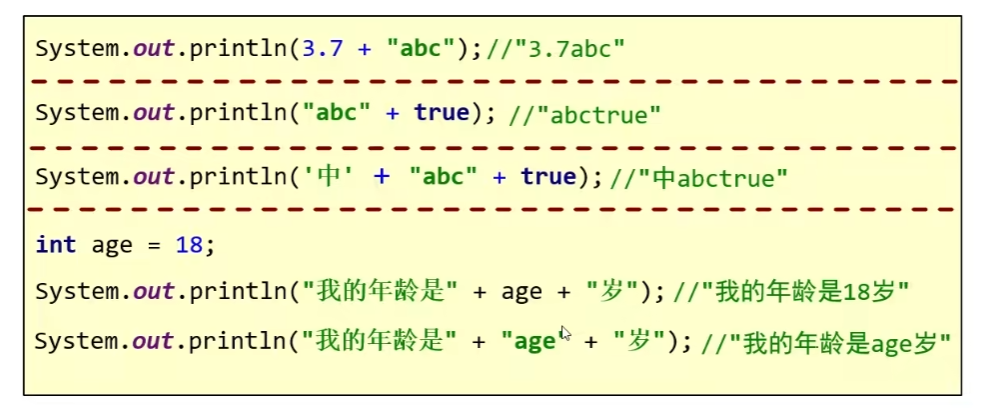 System.out.println(3.7 + "abc");//"3.7abc"
System.out.println("abc" + true); //"abctrue"
System.out.println('中' + "abc" + true);//"中abctrue"
int age = 18;
System.out.println("我的年龄是" + age + "岁");//"我的年龄是18岁"
System.out.println("我的年龄是" + "age" + "岁"); //"我的年龄是age岁"